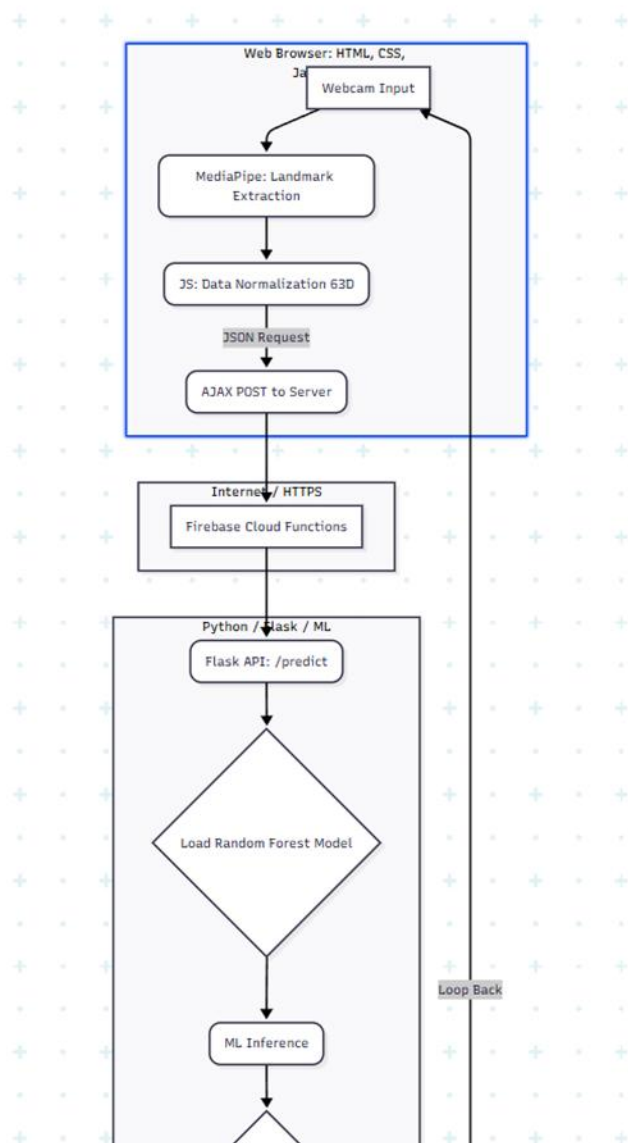 Web Browser: HTML, CSS,
Webcam Input
MediaPipe: Landmark
Extraction
JS: Data Normalization 63D
JSON Request
AJAX POST to Server
Internet / HTTPS
Firebase Cloud Functions
Python / Flask / ML
Flask API: /predict
Load Random Forest Model
Loop Back
ML Inference